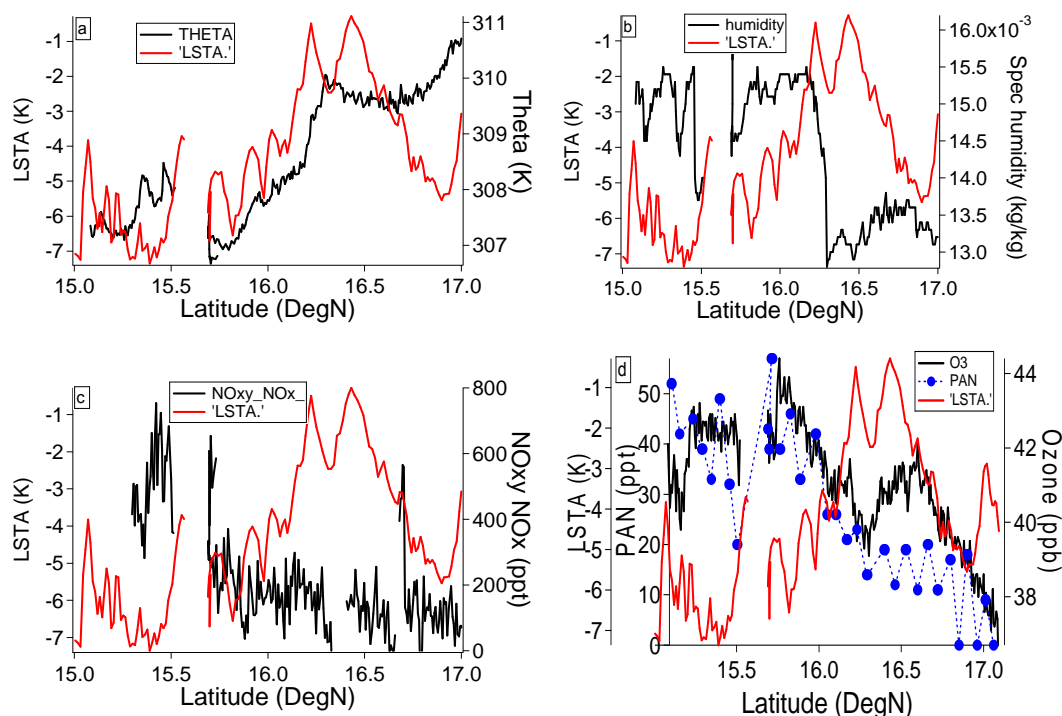 a
THETA
'LSTA.'
-1
-2
-3
-4
-5
-6
-7
LSTA (K)
311
310
309
308
307
Theta (K)
15.0
15.5
16.0
16.5
17.0
Latitude (DegN)
b
humidity
'LSTA.'
-1
-2
-3
-4
-5
-6
-7
LSTA (K)
16.0x10⁻³
15.5
15.0
14.5
14.0
13.5
13.0
Spec humidity (kg/kg)
15.0
15.5
16.0
16.5
17.0
Latitude (DegN)
c
NOxy_NOx_
'LSTA.'
-1
-2
-3
-4
-5
-6
-7
LSTA (K)
800
600
400
200
0
NOxy NOx (ppt)
15.0
15.5
16.0
16.5
17.0
Latitude (DegN)
d
O3
PAN
'LSTA.'
-1
-2
-3
-4
-5
-6
-7
LSTA (K)
50
40
30
20
10
0
PAN (ppt)
44
42
40
38
Ozone (ppb)
15.5
16.0
16.5
17.0
Latitude (DegN)